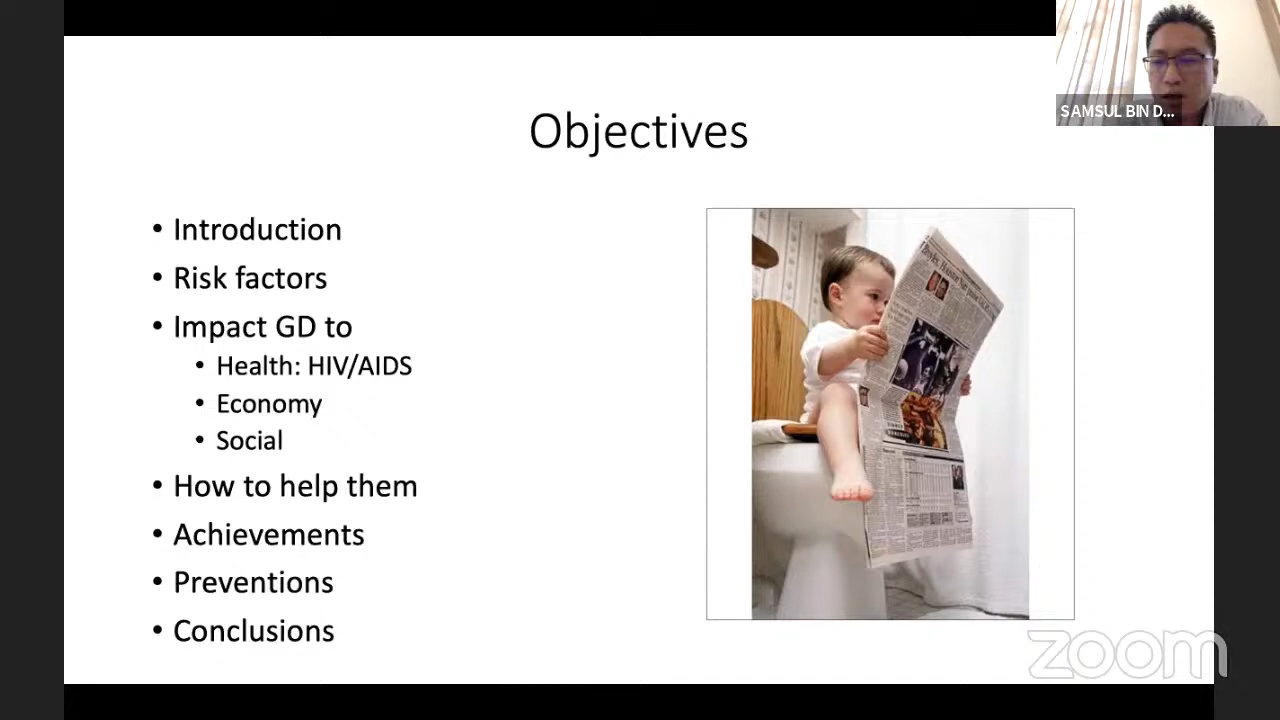 SAMSUL BIN D...
Objectives
• Introduction
• Risk factors
• Impact GD to
• Health: HIV/AIDS
• Economy
• Social
• How to help them
• Achievements
• Preventions
• Conclusions
zoom